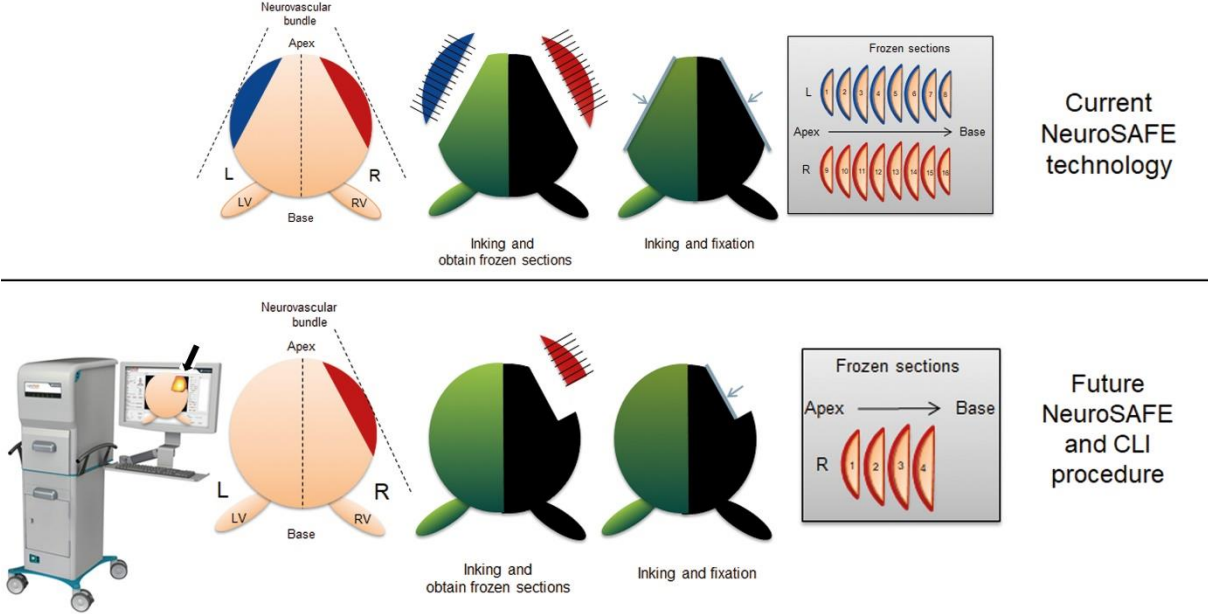 Neurovascular
bundle
Apex
L
R
LV
RV
Base
Inking and
obtain frozen sections
Inking and fixation
Frozen sections
L
1 2 3 4 5 6 7 8
Apex
Base
R
9 10 11 12 13 14 15 16
Current
NeuroSAFE
technology
Neurovascular
bundle
Apex
L
R
LV
RV
Base
Inking and
obtain frozen sections
Inking and fixation
Frozen sections
Apex
Base
R
1 2 3 4
Future
NeuroSAFE
and CLI
procedure